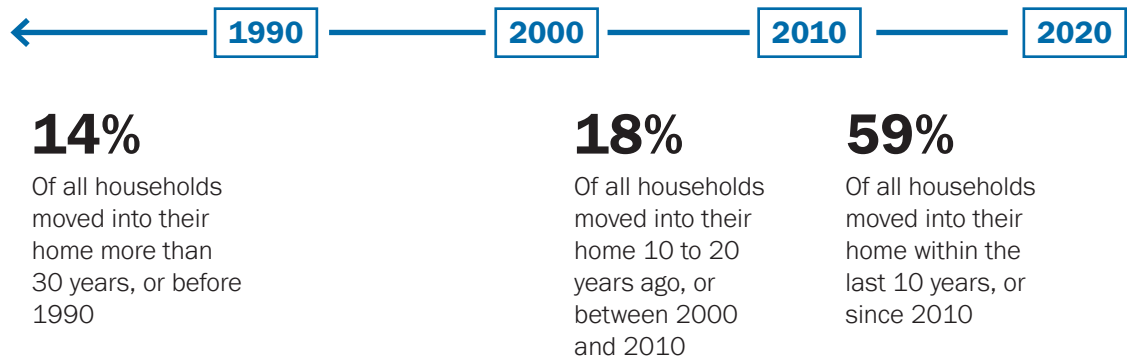 1990 2000 2010 2020
14%
Of all households
moved into their
home more than
30 years, or before
1990
18%
Of all households
moved into their
home 10 to 20
years ago, or
between 2000
and 2010
59%
Of all households
moved into their
home within the
last 10 years, or
since 2010